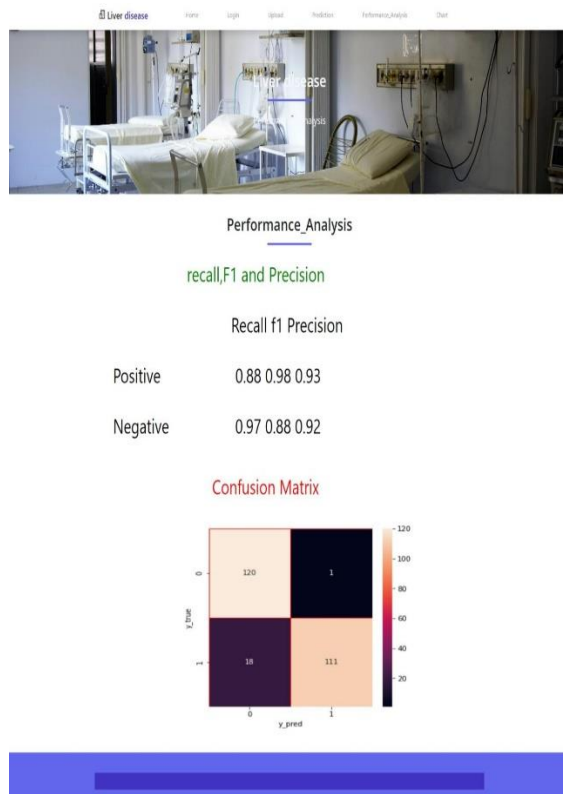 Liver disease Home Login Upload Prediction Performance_Analysis Chart
Liver disease
Performance_Analysis
recall,F1 and Precision
Recall f1 Precision
Positive 0.88 0.98 0.93
Negative 0.97 0.88 0.92
Confusion Matrix
120
100
80
60
40
20
0 120 1
1 18 111
y_true
0 1
y_pred